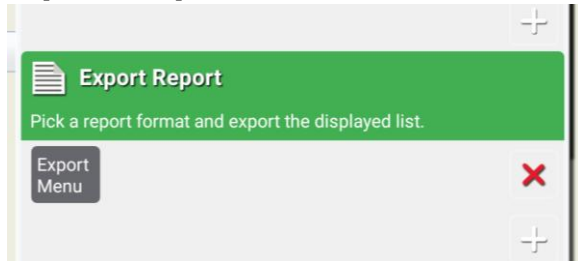 Export Report
Pick a report format and export the displayed list.
Export
Menu